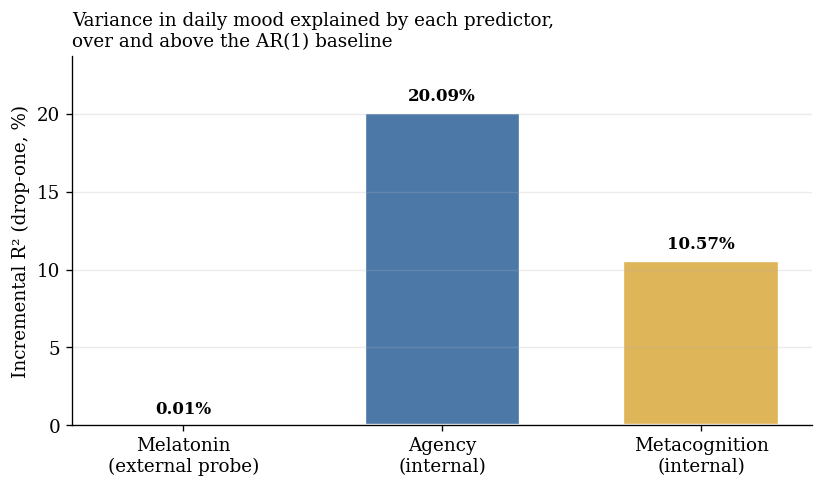 Variance in daily mood explained by each predictor,
over and above the AR(1) baseline
Incremental R² (drop-one, %)
20
15
10
5
0
0.01%
20.09%
10.57%
Melatonin
(external probe)
Agency
(internal)
Metacognition
(internal)